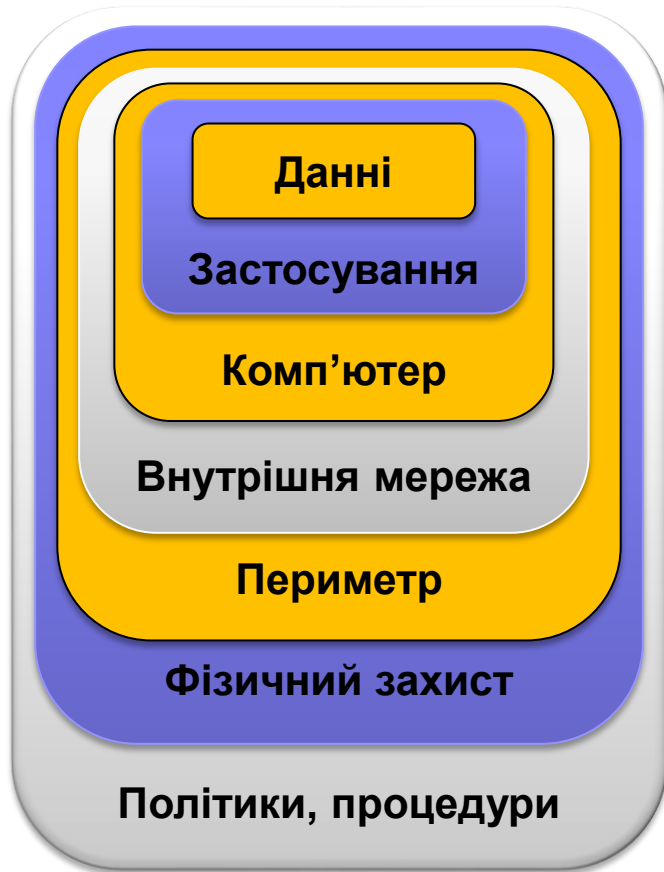 Данні
Застосування
Комп’ютер
Внутрішня мережа
Периметр
Фізичний захист
Політики, процедури